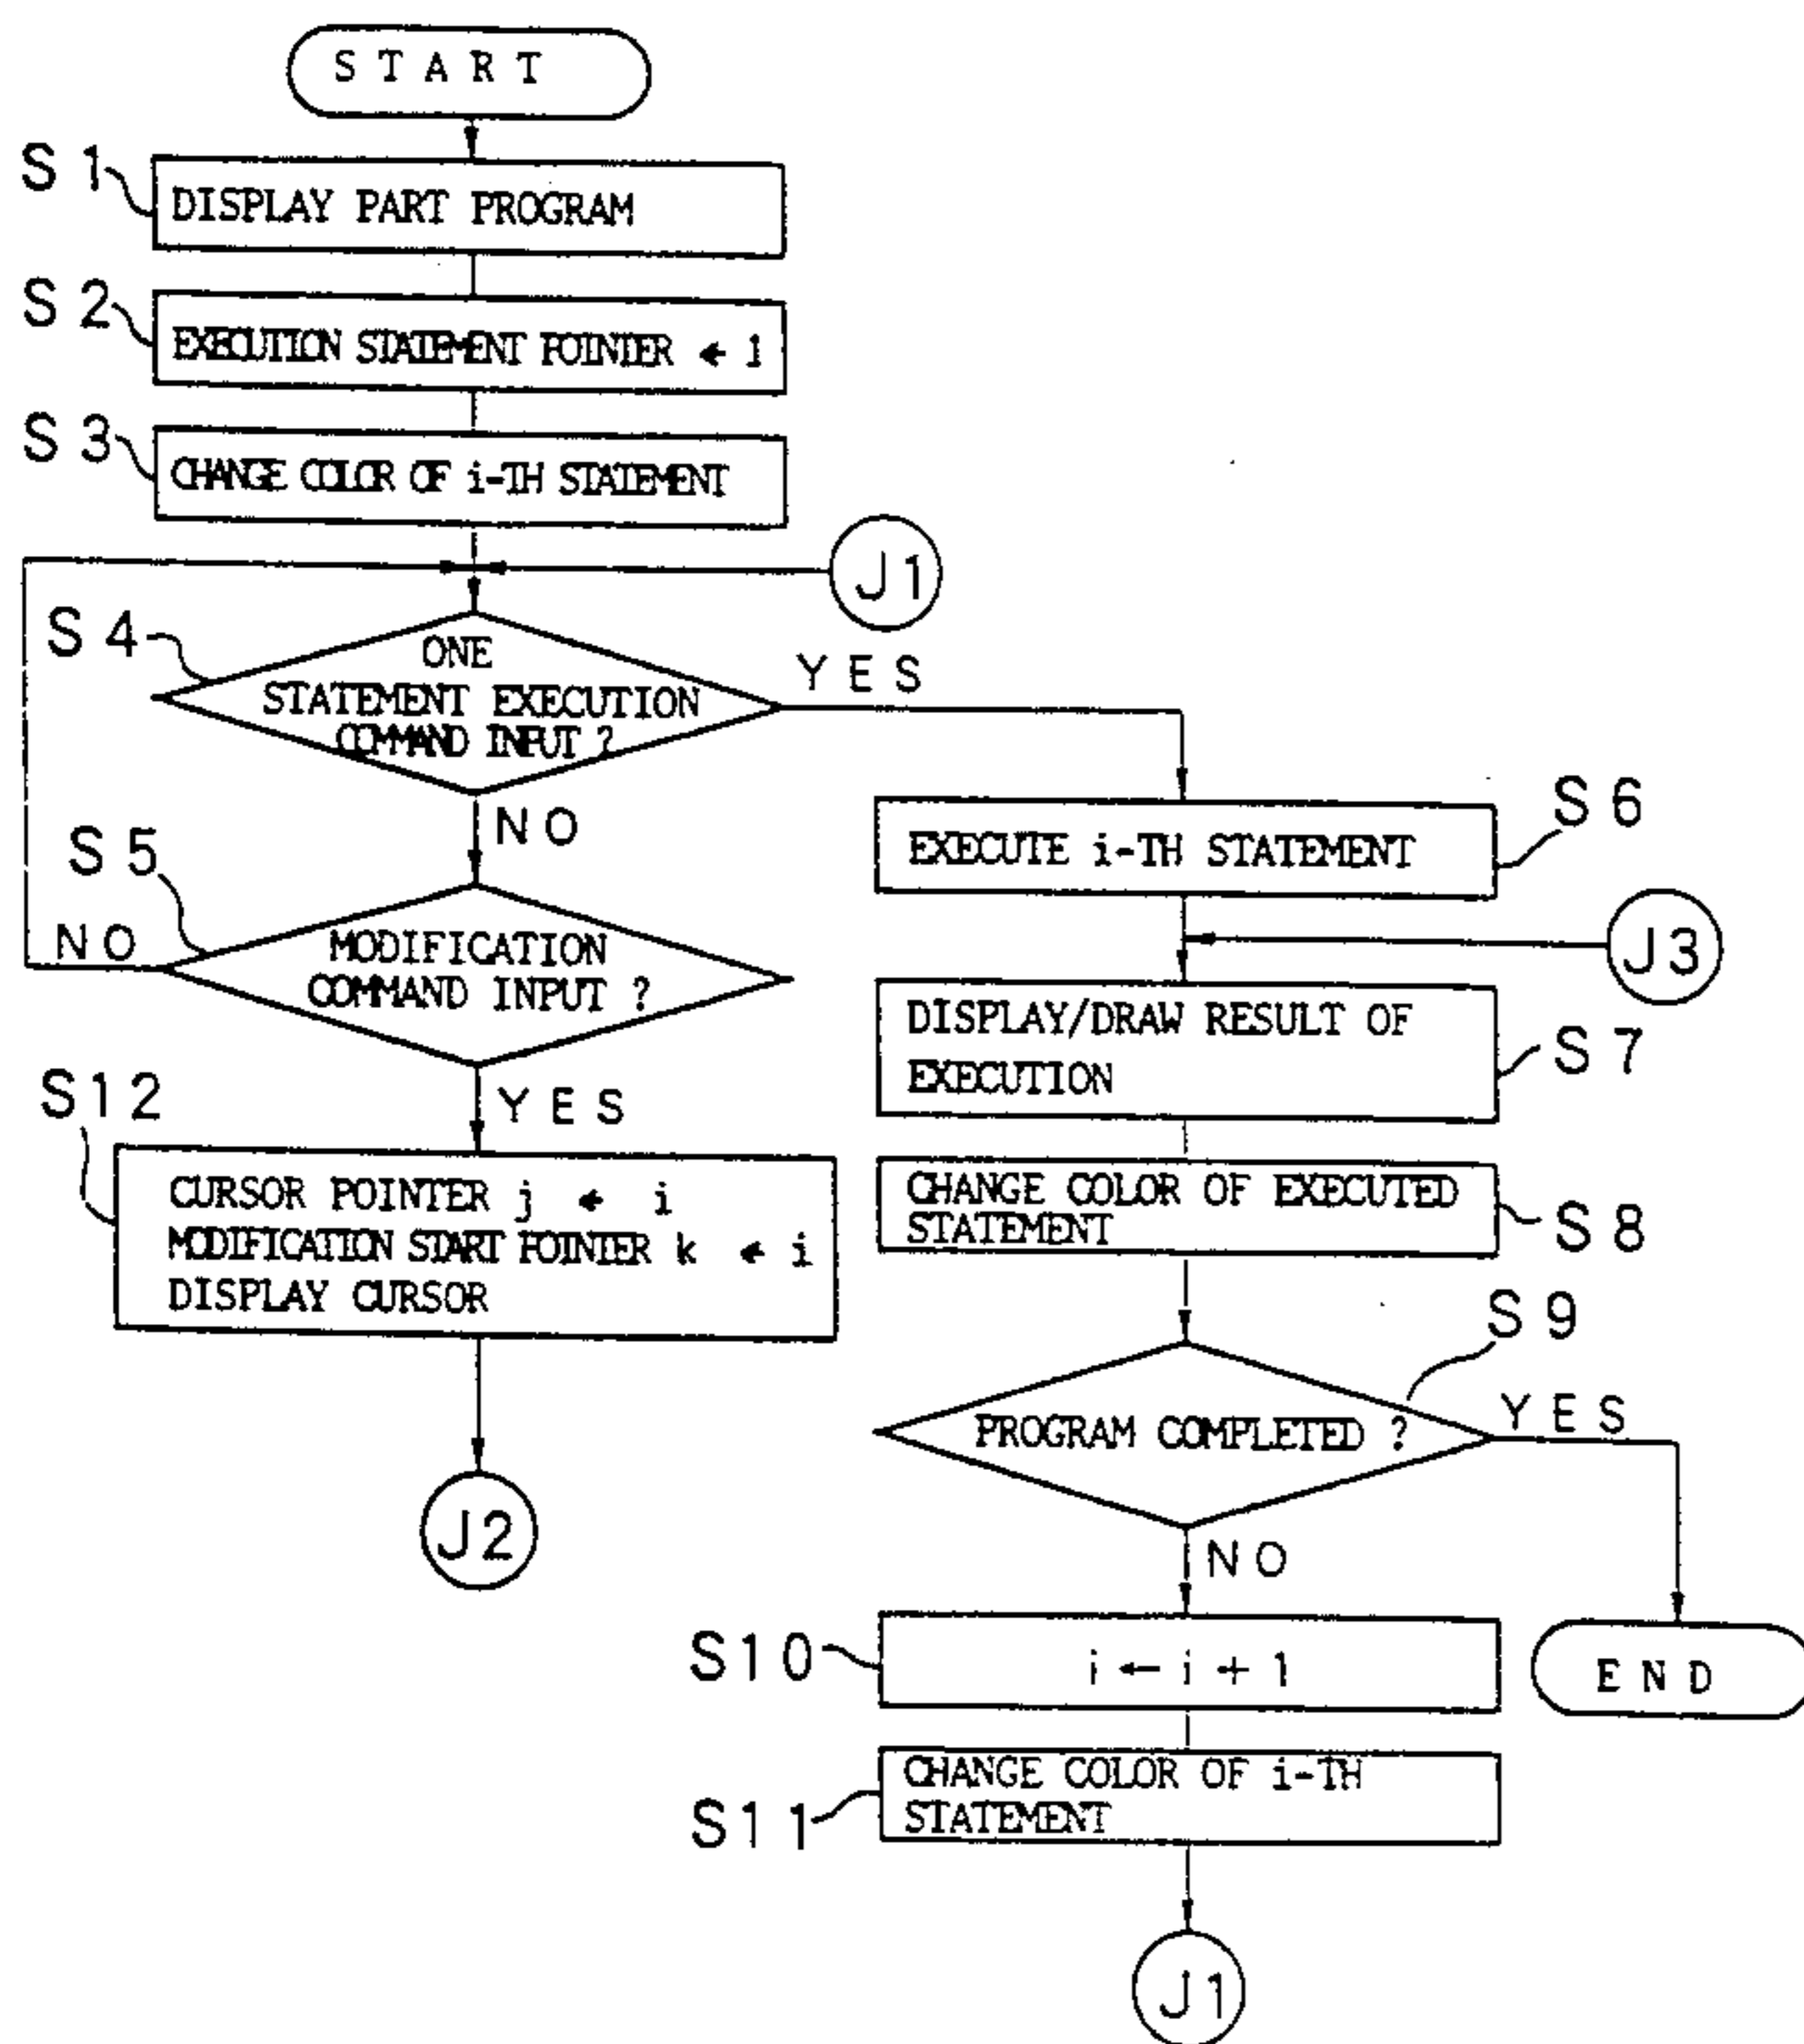 START
S1
DISPLAY PART PROGRAM
S2
EXECUTION STATEMENT POINTER ← 1
S3
CHANGE COLOR OF i-TH STATEMENT
J1
S4
ONE
STATEMENT EXECUTION
COMMAND INPUT ?
YES
NO
S5
MODIFICATION
COMMAND INPUT ?
NO
YES
S12
CURSOR POINTER j ← i
MODIFICATION START POINTER k ← i
DISPLAY CURSOR
J2
S6
EXECUTE i-TH STATEMENT
J3
DISPLAY/DRAW RESULT OF
EXECUTION
S7
CHANGE COLOR OF EXECUTED
STATEMENT
S8
S9
PROGRAM COMPLETED ?
YES
NO
S10
i ← i + 1
END
CHANGE COLOR OF i-TH
STATEMENT
S11
J1